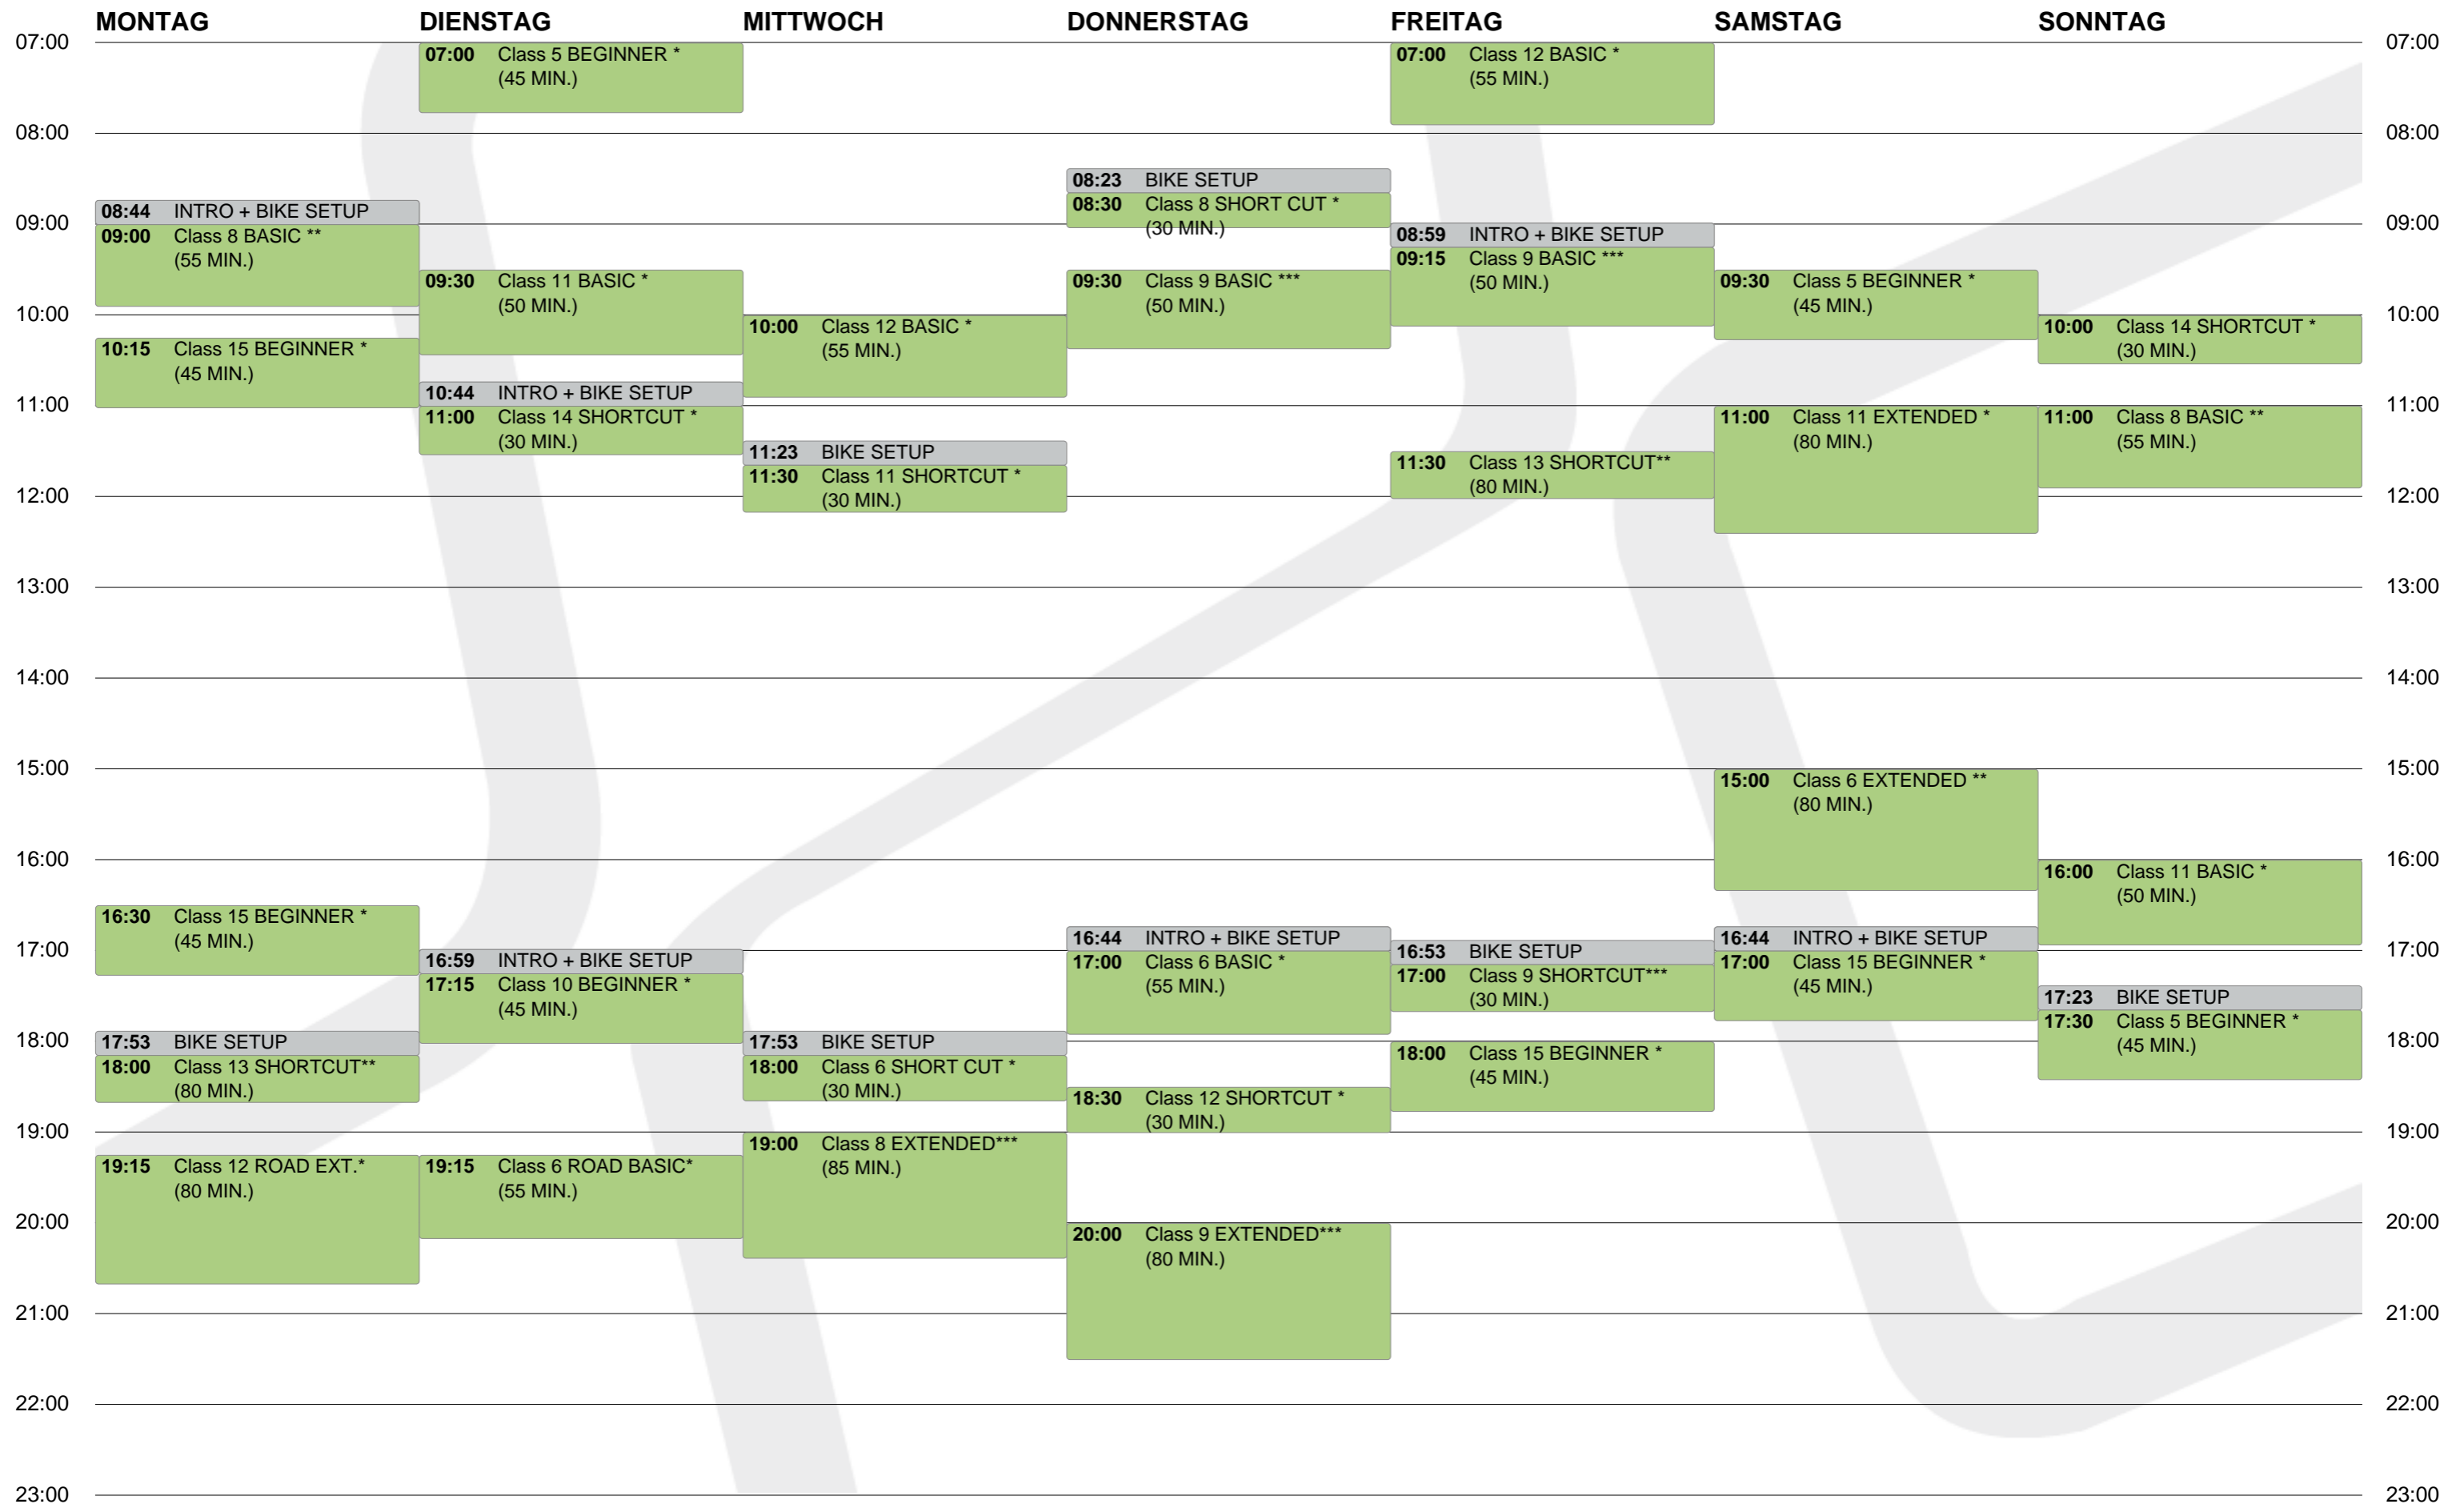 MONTAG
DIENSTAG
MITTWOCH
DONNERSTAG
FREITAG
SAMSTAG
SONNTAG
07:00
08:00
09:00
10:00
11:00
12:00
13:00
14:00
15:00
16:00
17:00
18:00
19:00
20:00
21:00
22:00
23:00
08:44 INTRO + BIKE SETUP
09:00 Class 8 BASIC **
(55 MIN.)
10:15 Class 15 BEGINNER *
(45 MIN.)
16:30 Class 15 BEGINNER *
(45 MIN.)
17:53 BIKE SETUP
18:00 Class 13 SHORTCUT**
(80 MIN.)
19:15 Class 12 ROAD EXT.*
(80 MIN.)
07:00 Class 5 BEGINNER *
(45 MIN.)
09:30 Class 11 BASIC *
(50 MIN.)
10:44 INTRO + BIKE SETUP
11:00 Class 14 SHORTCUT *
(30 MIN.)
16:59 INTRO + BIKE SETUP
17:15 Class 10 BEGINNER *
(45 MIN.)
19:15 Class 6 ROAD BASIC*
(55 MIN.)
10:00 Class 12 BASIC *
(55 MIN.)
11:23 BIKE SETUP
11:30 Class 11 SHORTCUT *
(30 MIN.)
17:53 BIKE SETUP
18:00 Class 6 SHORT CUT *
(30 MIN.)
19:00 Class 8 EXTENDED***
(85 MIN.)
08:23 BIKE SETUP
08:30 Class 8 SHORT CUT *
(30 MIN.)
09:30 Class 9 BASIC ***
(50 MIN.)
16:44 INTRO + BIKE SETUP
17:00 Class 6 BASIC *
(55 MIN.)
18:30 Class 12 SHORTCUT *
(30 MIN.)
20:00 Class 9 EXTENDED***
(80 MIN.)
07:00 Class 12 BASIC *
(55 MIN.)
08:59 INTRO + BIKE SETUP
09:15 Class 9 BASIC ***
(50 MIN.)
11:30 Class 13 SHORTCUT**
(80 MIN.)
16:53 BIKE SETUP
17:00 Class 9 SHORTCUT***
(30 MIN.)
18:00 Class 15 BEGINNER *
(45 MIN.)
09:30 Class 5 BEGINNER *
(45 MIN.)
11:00 Class 11 EXTENDED *
(80 MIN.)
15:00 Class 6 EXTENDED **
(80 MIN.)
16:44 INTRO + BIKE SETUP
17:00 Class 15 BEGINNER *
(45 MIN.)
10:00 Class 14 SHORTCUT *
(30 MIN.)
11:00 Class 8 BASIC **
(55 MIN.)
16:00 Class 11 BASIC *
(50 MIN.)
17:23 BIKE SETUP
17:30 Class 5 BEGINNER *
(45 MIN.)
07:00
08:00
09:00
10:00
11:00
12:00
13:00
14:00
15:00
16:00
17:00
18:00
19:00
20:00
21:00
22:00
23:00